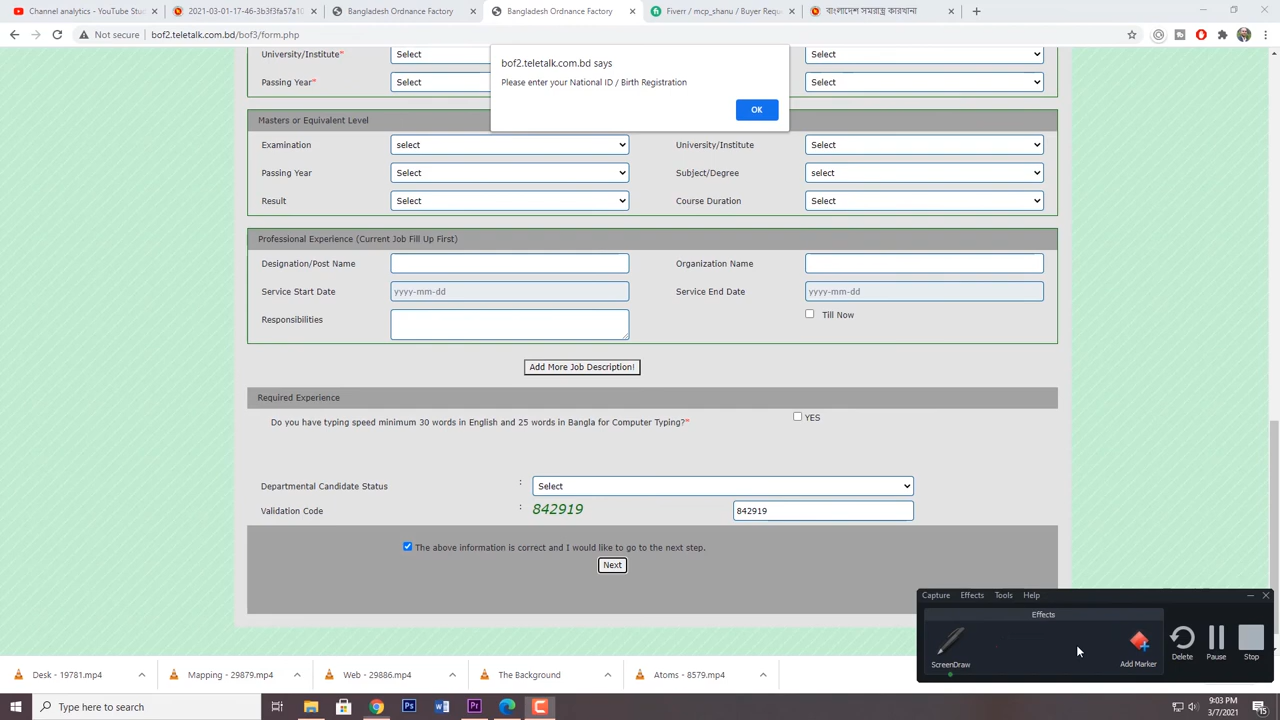 Channel analytics - YouTube Stud
2021-03-01-17-46-3b3f3fa57a10
Bangladesh Ordnance Factory
Bangladesh Ordnance Factory
Fiverr / mcp_shanu / Buyer Reque
বাংলাদেশ সমরাস্ত্র কারখানা
Not secure | bof2.teletalk.com.bd/bof3/form.php
University/Institute* Select Select
bof2.teletalk.com.bd says
Please enter your National ID / Birth Registration
OK
Passing Year* Select Select
Masters or Equivalent Level
Examination select University/Institute Select
Passing Year Select Subject/Degree select
Result Select Course Duration Select
Professional Experience (Current Job Fill Up First)
Designation/Post Name Organization Name
Service Start Date yyyy-mm-dd Service End Date yyyy-mm-dd
Responsibilities Till Now
Add More Job Description!
Required Experience
Do you have typing speed minimum 30 words in English and 25 words in Bangla for Computer Typing?* YES
Departmental Candidate Status : Select
Validation Code : 842919 842919
The above information is correct and I would like to go to the next step.
Next
Capture Effects Tools Help
Effects
ScreenDraw Add Marker Delete Pause Stop
Desk - 19781.mp4 Mapping - 29879.mp4 Web - 29886.mp4 The Background Atoms - 8579.mp4
Type here to search
9:03 PM
3/7/2021
15